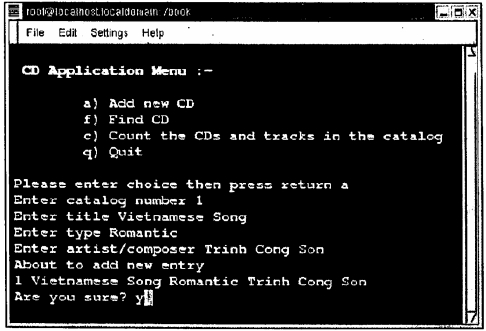 root@localhost.localdomain: /book
File Edit Settings Help
CD Application Menu :-
a) Add new CD
f) Find CD
c) Count the CDs and tracks in the catalog
q) Quit
Please enter choice then press return a
Enter catalog number 1
Enter title Vietnamese Song
Enter type Romantic
Enter artist/composer Trinh Cong Son
About to add new entry
1 Vietnamese Song Romantic Trinh Cong Son
Are you sure? y